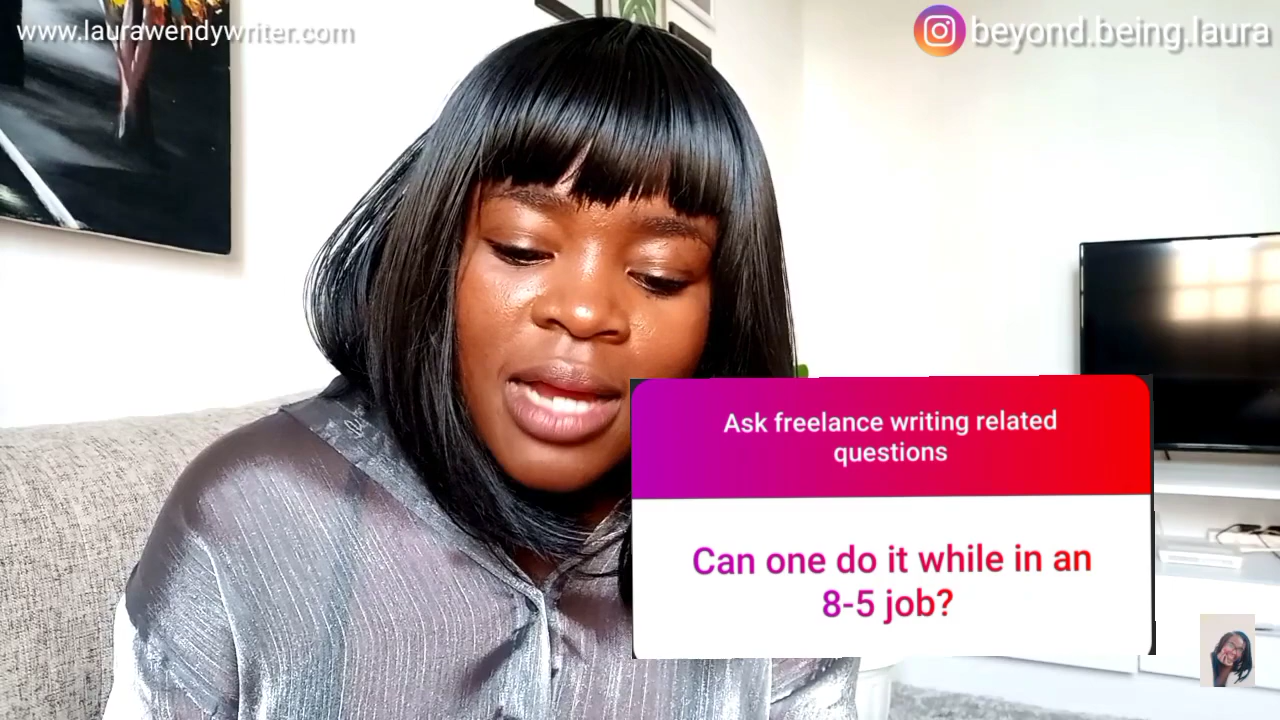 www.laurawendywriter.com
beyond.being.laura
Ask freelance writing related
questions
Can one do it while in an
8-5 job?